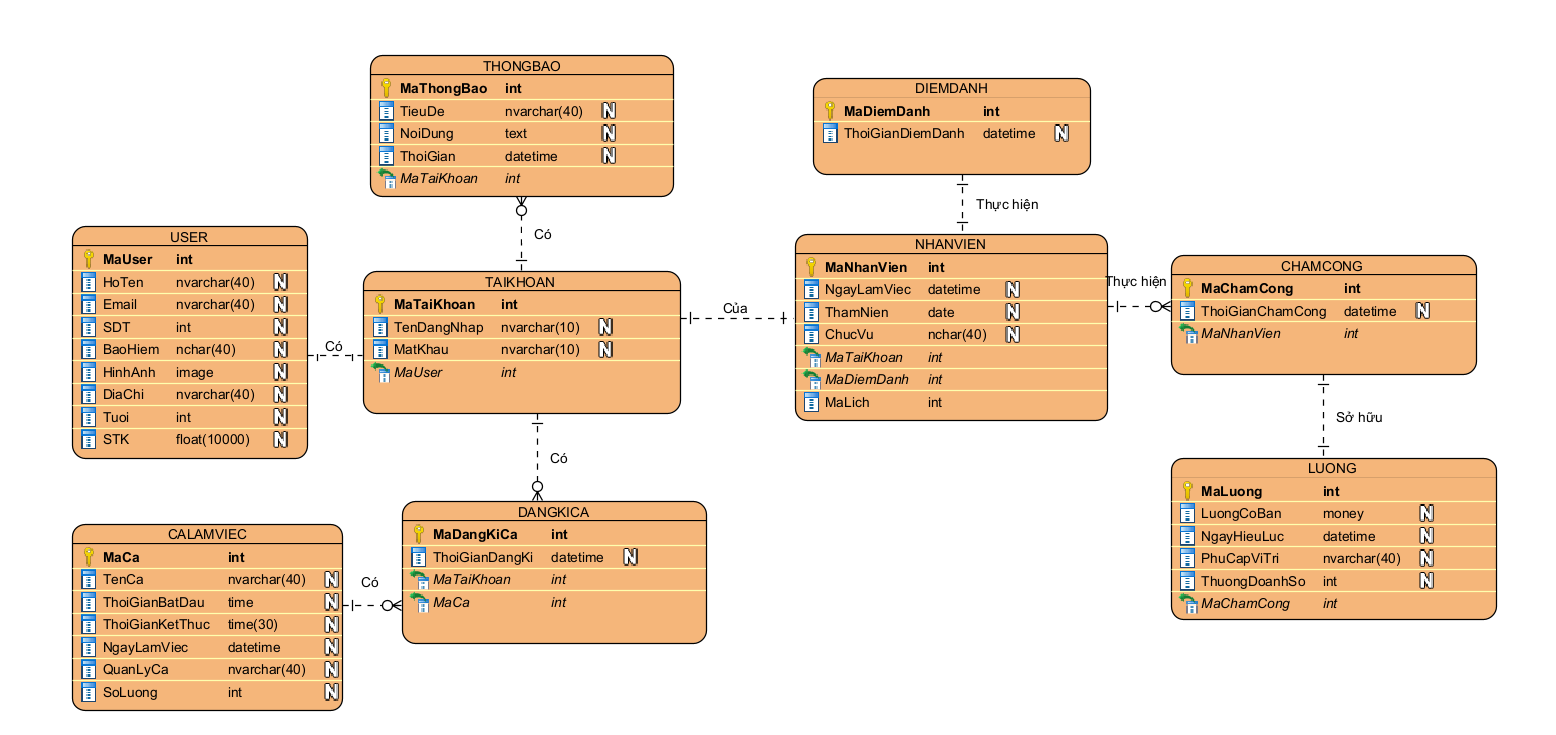 THONGBAO
MaThongBao int
TieuDe nvarchar(40) N
NoiDung text N
ThoiGian datetime N
MaTaiKhoan int
DIEMDANH
MaDiemDanh int
ThoiGianDiemDanh datetime N
Có
Thực hiện
USER
MaUser int
HoTen nvarchar(40) N
Email nvarchar(40) N
SDT int N
BaoHiem nchar(40) N
HinhAnh image N
DiaChi nvarchar(40) N
Tuoi int N
STK float(10000) N
Có
TAIKHOAN
MaTaiKhoan int
TenDangNhap nvarchar(10) N
MatKhau nvarchar(10) N
MaUser int
Của
NHANVIEN
MaNhanVien int
NgayLamViec datetime N
ThamNien date N
ChucVu nchar(40) N
MaTaiKhoan int
MaDiemDanh int
MaLich int
Thực hiện
CHAMCONG
MaChamCong int
ThoiGianChamCong datetime N
MaNhanVien int
Sở hữu
Có
LUONG
MaLuong int
LuongCoBan money N
NgayHieuLuc datetime N
PhuCapViTri nvarchar(40) N
ThuongDoanhSo int N
MaChamCong int
CALAMVIEC
MaCa int
TenCa nvarchar(40) N
ThoiGianBatDau time N
ThoiGianKetThuc time(30) N
NgayLamViec datetime N
QuanLyCa nvarchar(40) N
SoLuong int N
Có
DANGKICA
MaDangKiCa int
ThoiGianDangKi datetime N
MaTaiKhoan int
MaCa int